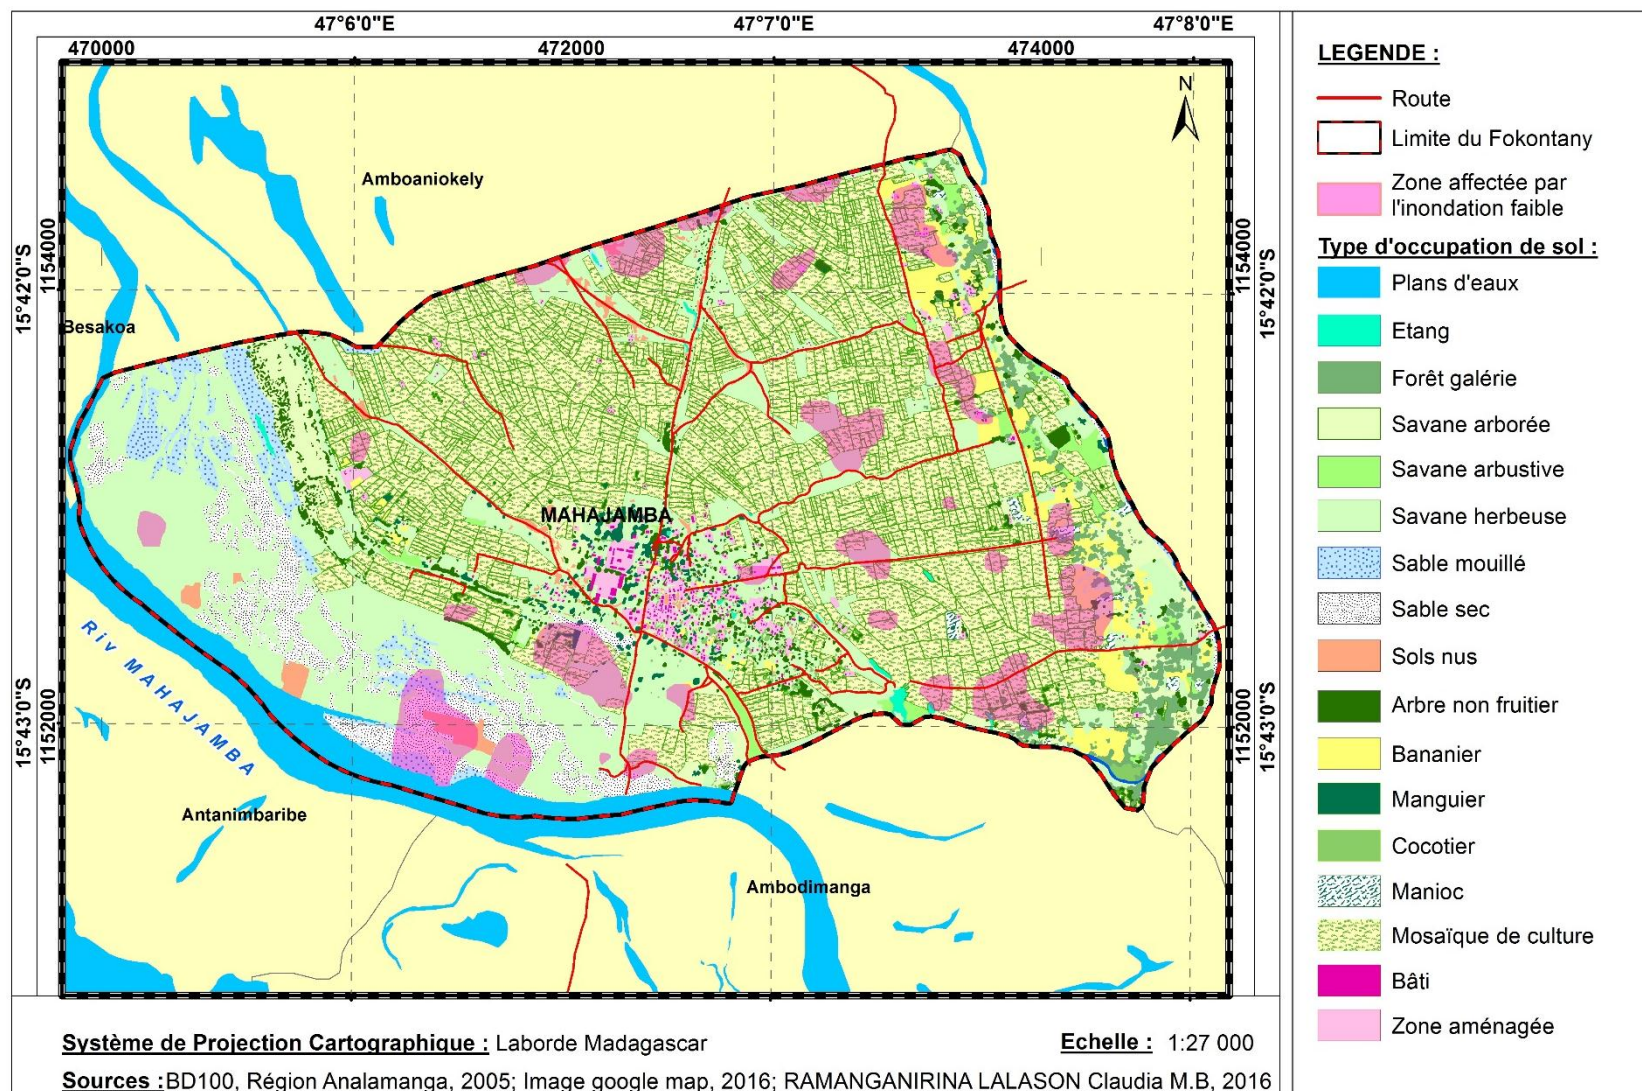 47°6'0"E
47°7'0"E
47°8'0"E
470000
472000
474000
N
Amboaniokely
15°42'0"S
1154000
1154000
15°42'0"S
Besakoa
MAHAJAMBA
Riv MAHAJAMBA
15°43'0"S
1152000
1152000
15°43'0"S
Antanimbaribe
Ambodimanga
LEGENDE :
Route
Limite du Fokontany
Zone affectée par
l'inondation faible
Type d'occupation de sol :
Plans d'eaux
Etang
Forêt galérie
Savane arborée
Savane arbustive
Savane herbeuse
Sable mouillé
Sable sec
Sols nus
Arbre non fruitier
Bananier
Manguier
Cocotier
Manioc
Mosaïque de culture
Bâti
Zone aménagée
Système de Projection Cartographique : Laborde Madagascar
Echelle : 1:27 000
Sources :BD100, Région Analamanga, 2005; Image google map, 2016; RAMANGANIRINA LALASON Claudia M.B, 2016